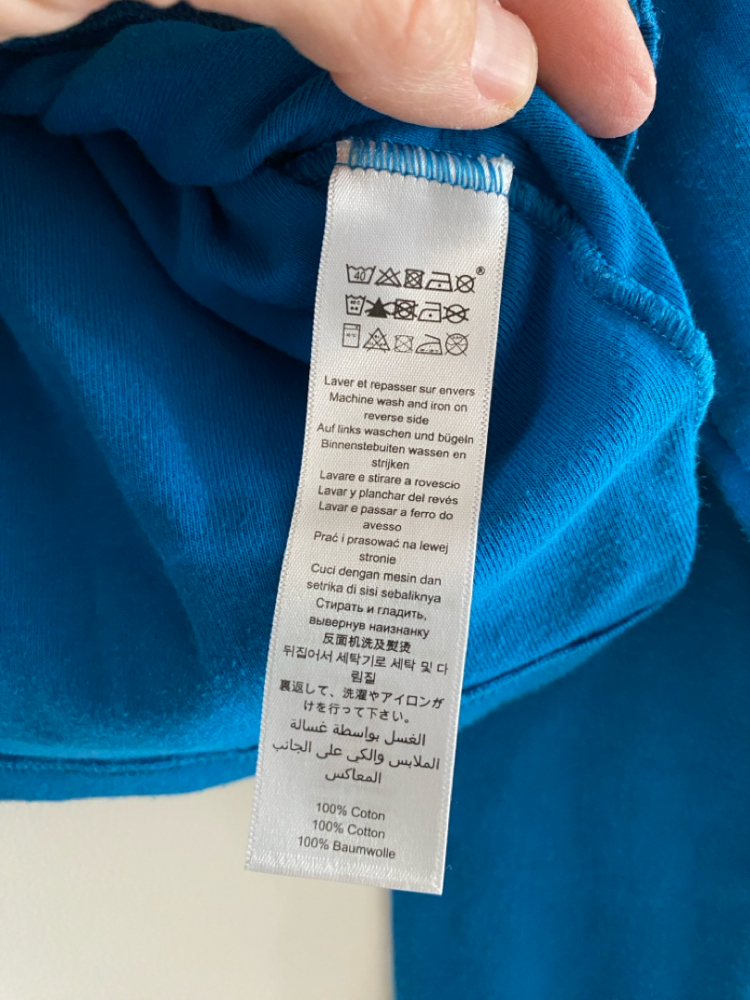 40 ®
Laver et repasser sur envers
Machine wash and iron on
reverse side
Auf links waschen und bügeln
Binnenstebuiten wassen en
strijken
Lavare e stirare a rovescio
Lavar y planchar del revés
Lavar e passar a ferro do
avesso
Prać i prasować na lewej
stronie
Cuci dengan mesin dan
setrika di sisi sebaliknya
Стирать и гладить,
вывернув наизнанку
反面机洗及熨烫
뒤집어서 세탁기로 세탁 및 다
림질
裏返して、洗濯やアイロンが
けを行って下さい。
الغسل بواسطة غسالة
الملابس والكي على الجانب
المعاكس
100% Coton
100% Cotton
100% Baumwolle